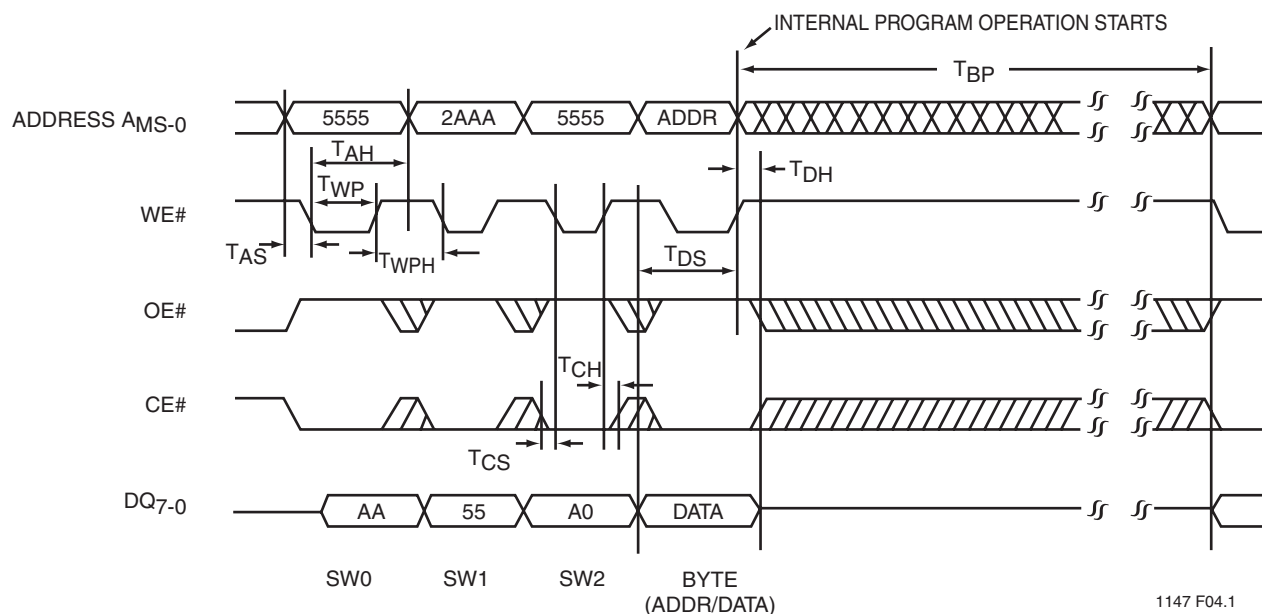 INTERNAL PROGRAM OPERATION STARTS
TBP
ADDRESS AMS-0
5555
2AAA
5555
ADDR
TAH
TDH
TWP
WE#
TAS
TWPH
TDS
OE#
TCH
CE#
TCS
DQ7-0
AA
55
A0
DATA
SW0
SW1
SW2
BYTE
(ADDR/DATA)
1147 F04.1